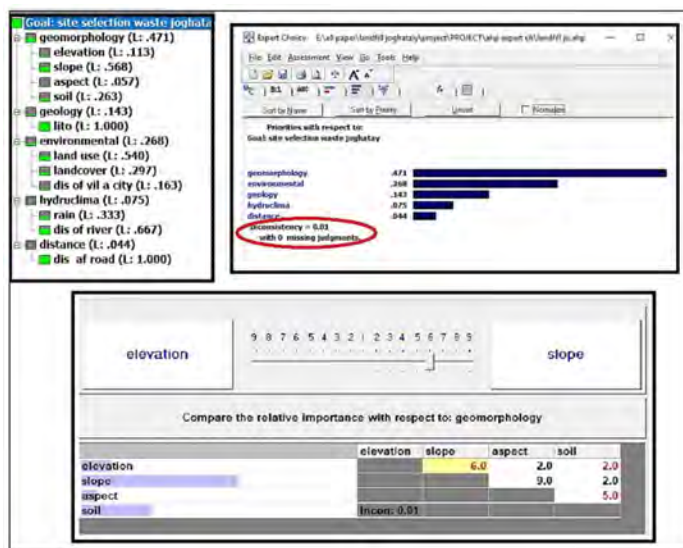 Goal: site selection waste joghata
geomorphology (L: .471)
elevation (L: .113)
slope (L: .568)
aspect (L: .057)
soil (L: .263)
geology (L: .143)
lito (L: 1.000)
environmental (L: .268)
land use (L: .540)
landcover (L: .297)
dis of vil a city (L: .163)
hydruclima (L: .075)
rain (L: .333)
dis of river (L: .667)
distance (L: .044)
dis af road (L: 1.000)
Expert Choice
File Edit Assessment View Go Tools Help
Sort by Name Sort by Priority Unsort Normalize
Priorities with respect to:
Goal: site selection waste joghatay
geomorphology .471
environmental .268
geology .143
hydruclima .075
distance .044
Inconsistency = 0.01
with 0 missing judgments.
elevation
9 8 7 6 5 4 3 2 1 2 3 4 5 6 7 8 9
slope
Compare the relative importance with respect to: geomorphology
elevation slope aspect soil
elevation 6.0 2.0 2.0
slope 9.0 2.0
aspect 5.0
soil Incon: 0.01